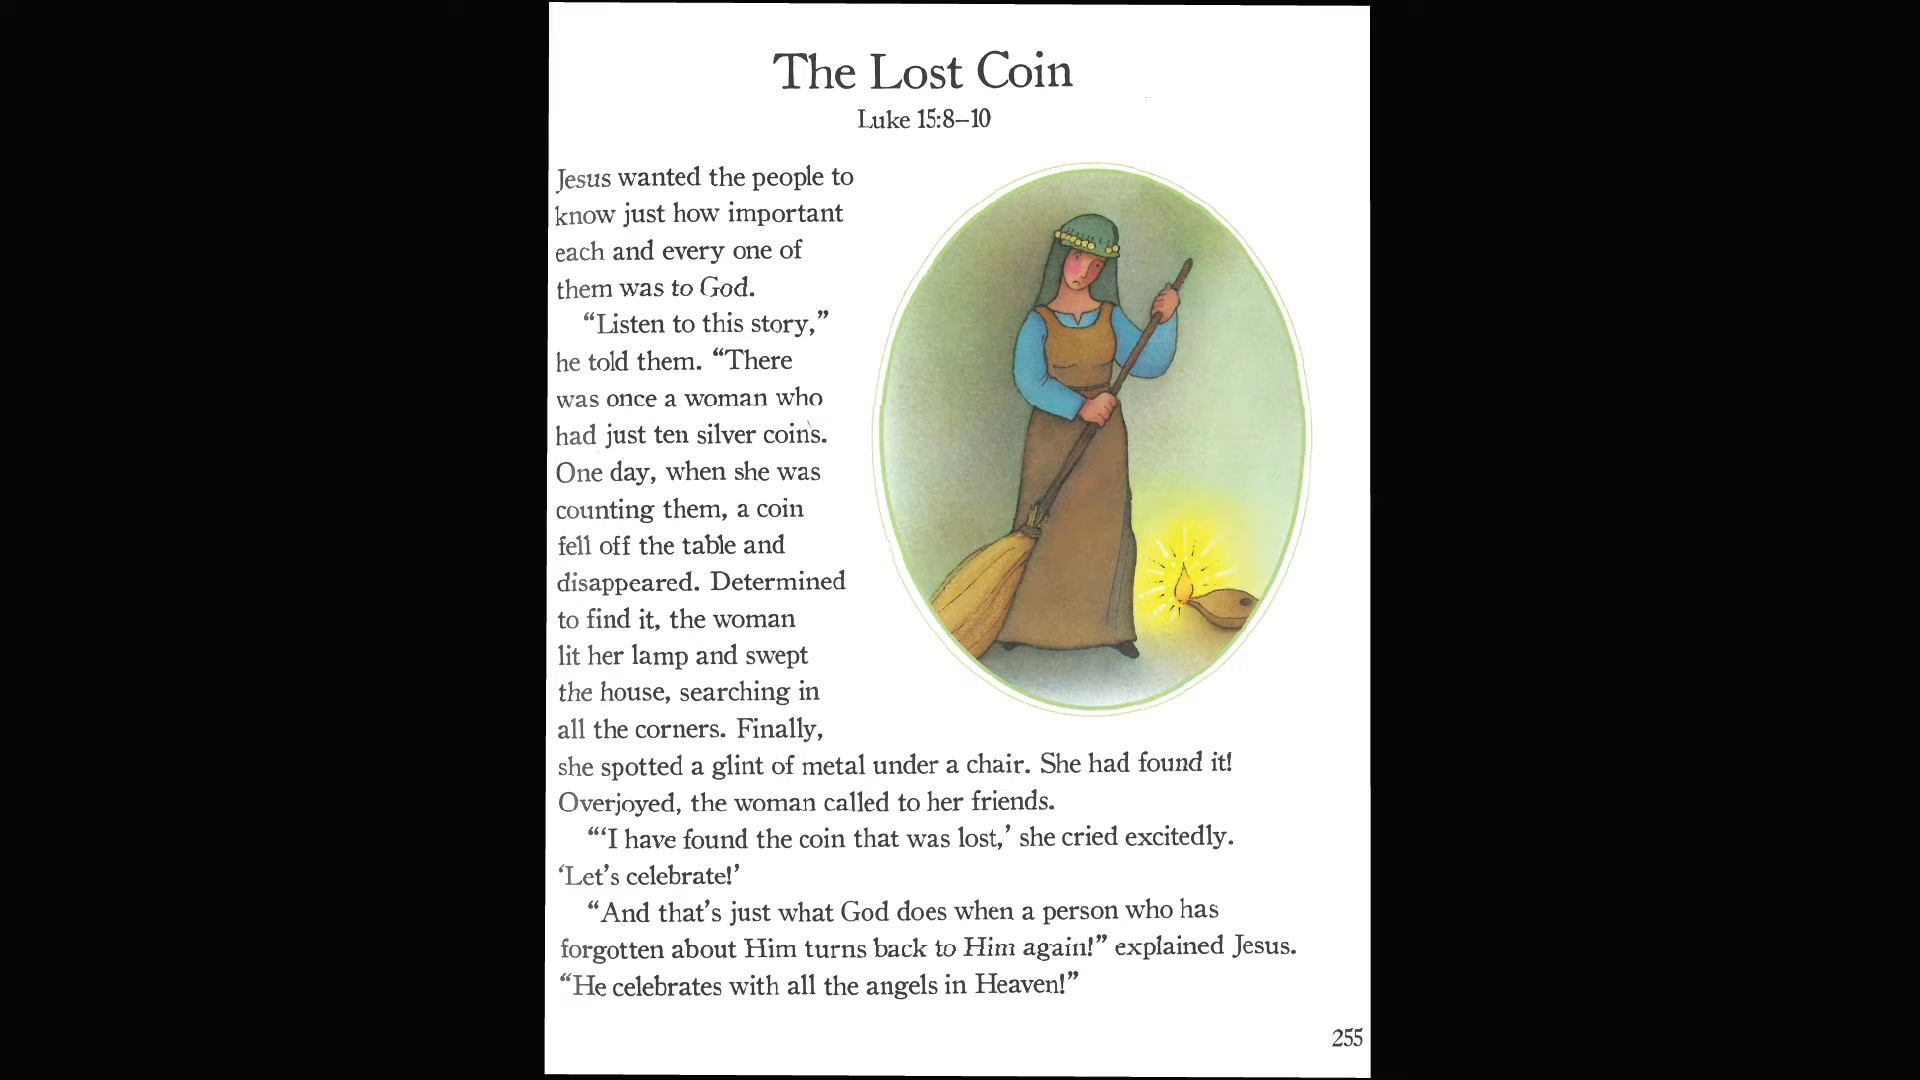 The Lost Coin
Luke 15:8–10
Jesus wanted the people to
know just how important
each and every one of
them was to God.
“Listen to this story,”
he told them. “There
was once a woman who
had just ten silver coins.
One day, when she was
counting them, a coin
fell off the table and
disappeared. Determined
to find it, the woman
lit her lamp and swept
the house, searching in
all the corners. Finally,
she spotted a glint of metal under a chair. She had found it!
Overjoyed, the woman called to her friends.
“‘I have found the coin that was lost,’ she cried excitedly.
‘Let’s celebrate!’
“And that’s just what God does when a person who has
forgotten about Him turns back to Him again!” explained Jesus.
“He celebrates with all the angels in Heaven!”
255